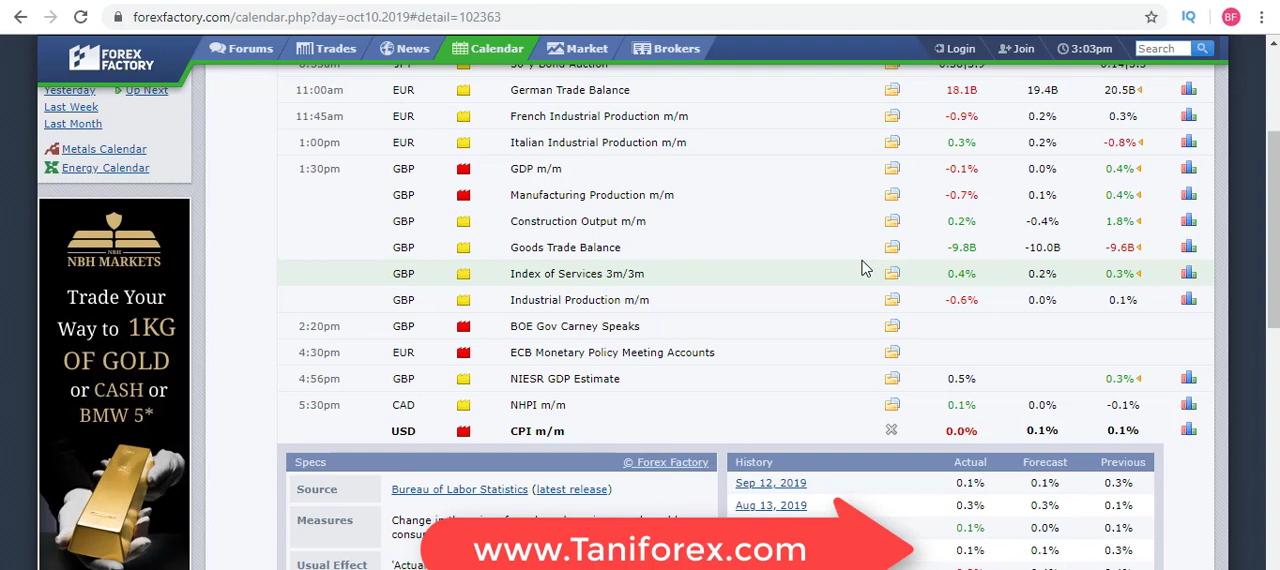 forexfactory.com/calendar.php?day=oct10.2019#detail=102363
IQ
BF
FOREX
FACTORY
Forums
Trades
News
Calendar
Market
Brokers
Login
Join
3:03pm
Search
Yesterday
Up Next
Last Week
Last Month
Metals Calendar
Energy Calendar
NBH
NBH MARKETS
Trade Your
Way to 1KG
OF GOLD
or CASH or
BMW 5*
11:00am EUR German Trade Balance 18.1B 19.4B 20.5B
11:45am EUR French Industrial Production m/m -0.9% 0.2% 0.3%
1:00pm EUR Italian Industrial Production m/m 0.3% 0.2% -0.8%
1:30pm GBP GDP m/m -0.1% 0.0% 0.4%
GBP Manufacturing Production m/m -0.7% 0.1% 0.4%
GBP Construction Output m/m 0.2% -0.4% 1.8%
GBP Goods Trade Balance -9.8B -10.0B -9.6B
GBP Index of Services 3m/3m 0.4% 0.2% 0.3%
GBP Industrial Production m/m -0.6% 0.0% 0.1%
2:20pm GBP BOE Gov Carney Speaks
4:30pm EUR ECB Monetary Policy Meeting Accounts
4:56pm GBP NIESR GDP Estimate 0.5% 0.3%
5:30pm CAD NHPI m/m 0.1% 0.0% -0.1%
USD CPI m/m 0.0% 0.1% 0.1%
Specs © Forex Factory
Source Bureau of Labor Statistics (latest release)
Measures Change in the
Usual Effect 'Actual
History Actual Forecast Previous
Sep 12, 2019 0.1% 0.1% 0.3%
Aug 13, 2019 0.3% 0.3% 0.1%
0.1% 0.0% 0.1%
0.1% 0.1% 0.3%
www.Taniforex.com